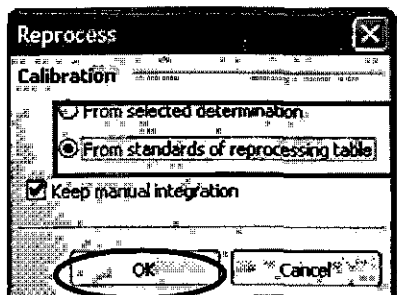 Reprocess
Calibration
From selected determination
From standards of reprocessing table
Keep manual integration
OK
Cancel